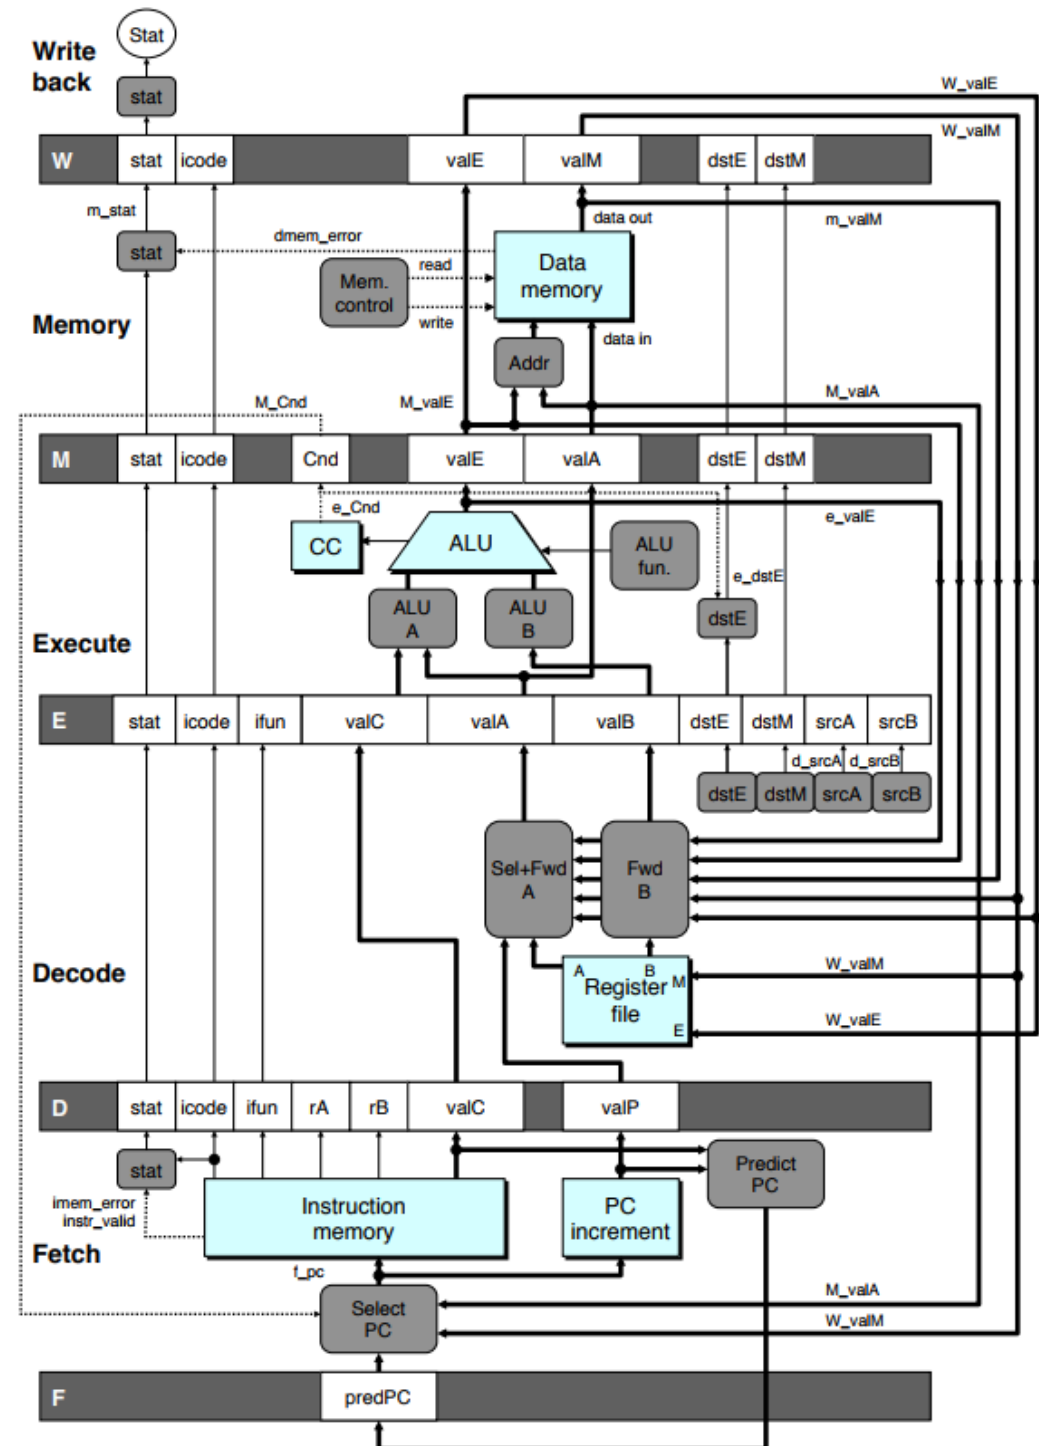 Stat
Write
back
stat
W_valE
W_valM
W
stat
icode
valE
valM
dstE
dstM
m_stat
data out
m_valM
stat
dmem_error
Mem.
control
read
write
Data
memory
Memory
data in
Addr
M_Cnd
M_valE
M_valA
M
stat
icode
Cnd
valE
valA
dstE
dstM
e_Cnd
e_valE
CC
ALU
ALU
fun.
e_dstE
ALU
A
ALU
B
dstE
Execute
E
stat
icode
ifun
valC
valA
valB
dstE
dstM
srcA
srcB
d_srcA
d_srcB
dstE
dstM
srcA
srcB
Sel+Fwd
A
Fwd
B
Decode
A
B
M
E
Register
file
W_valM
W_valE
D
stat
icode
ifun
rA
rB
valC
valP
stat
Predict
PC
imem_error
instr_valid
Instruction
memory
PC
increment
Fetch
f_pc
Select
PC
M_valA
W_valM
F
predPC